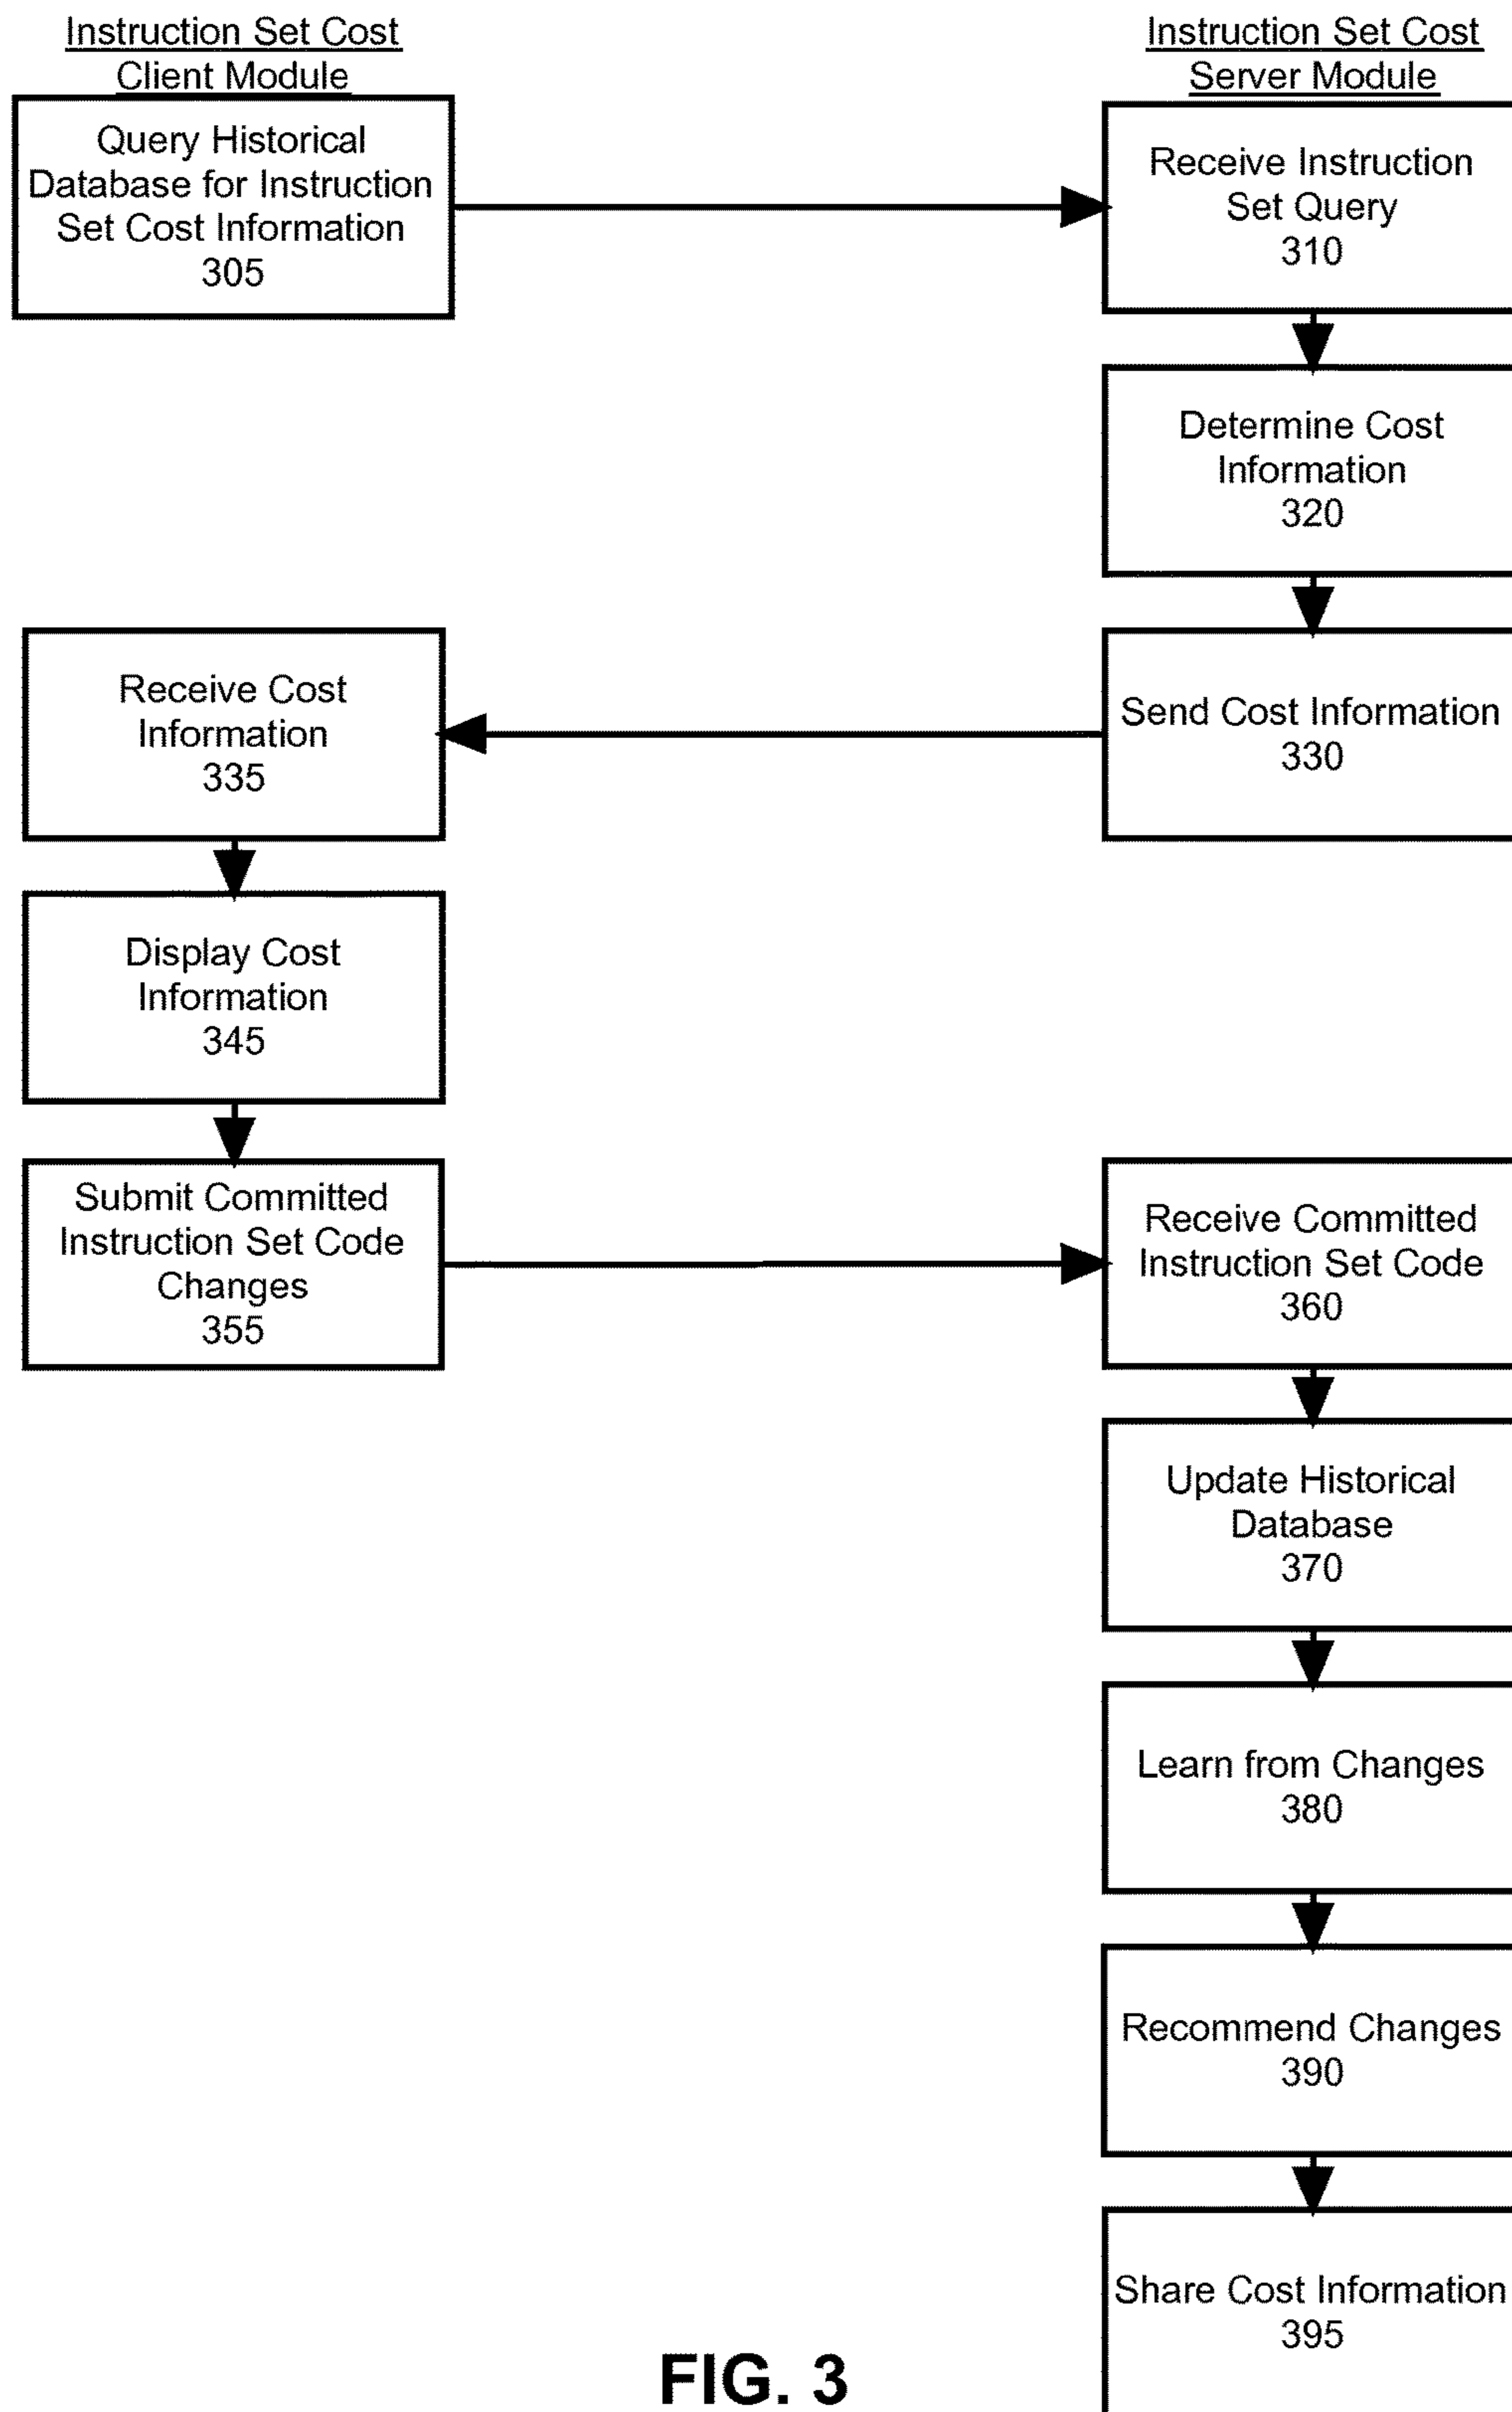 Instruction Set Cost
Client Module
Instruction Set Cost
Server Module
Query Historical
Database for Instruction
Set Cost Information
305
Receive Instruction
Set Query
310
Determine Cost
Information
320
Send Cost Information
330
Receive Cost
Information
335
Display Cost
Information
345
Submit Committed
Instruction Set Code
Changes
355
Receive Committed
Instruction Set Code
360
Update Historical
Database
370
Learn from Changes
380
Recommend Changes
390
Share Cost Information
395
FIG. 3